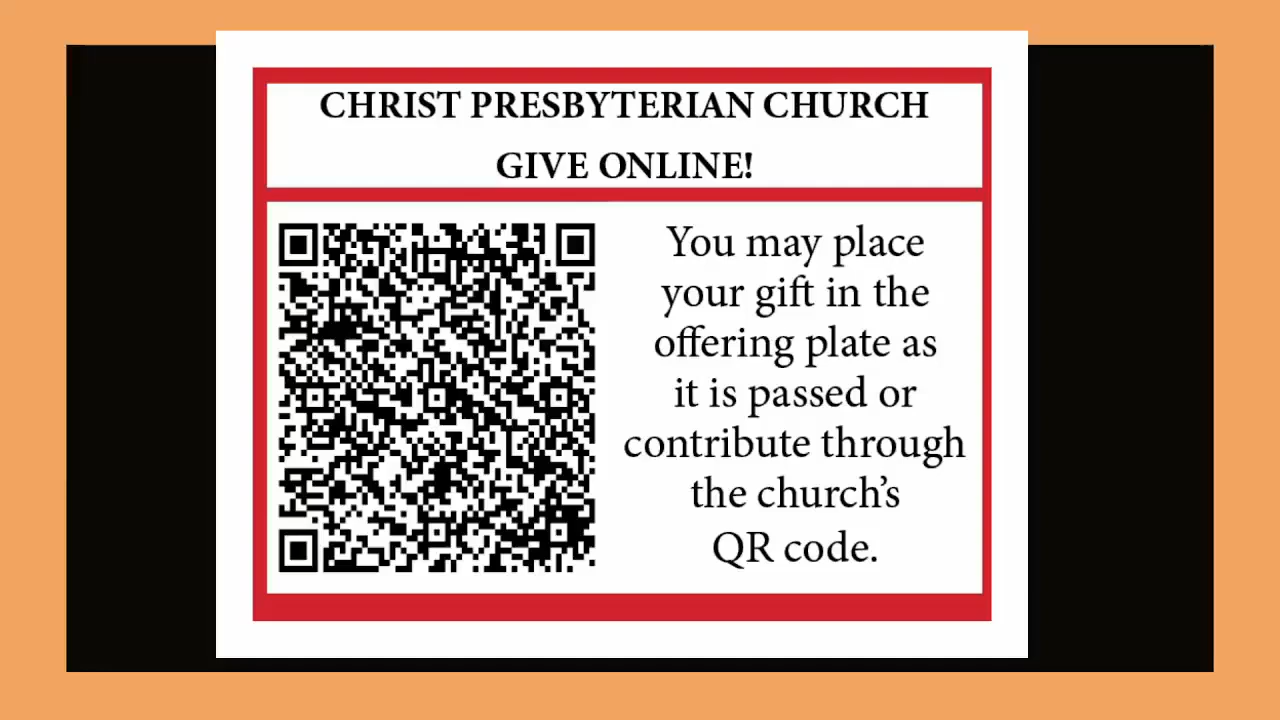 CHRIST PRESBYTERIAN CHURCH
GIVE ONLINE!
You may place
your gift in the
offering plate as
it is passed or
contribute through
the church’s
QR code.